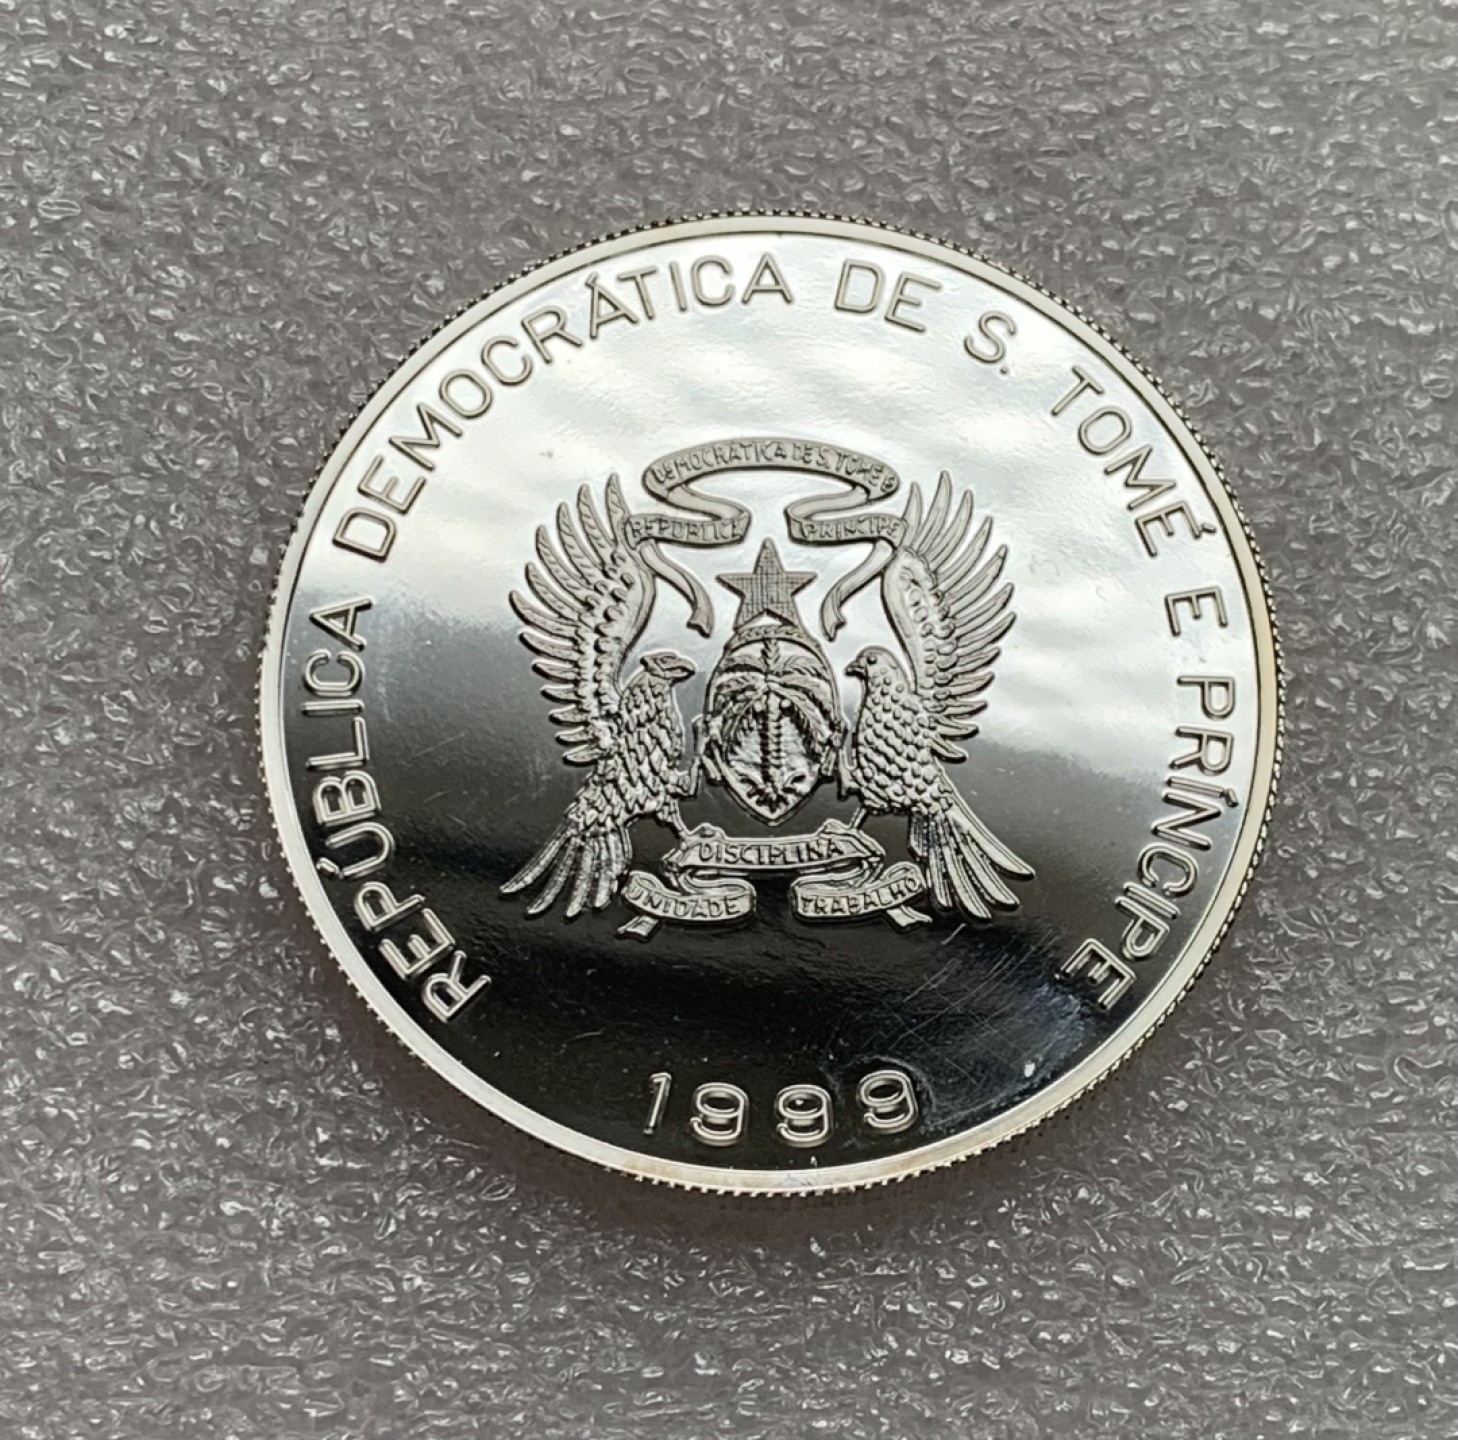 REPÚBLICA DEMOCRÁTICA DE S. TOMÉ E PRÍNCIPE
DEMOCRÁTICA DE S. TOMÉ E
REPÚBLICA PRÍNCIPE
DISCIPLINA
UNIDADE TRABALHO
1999